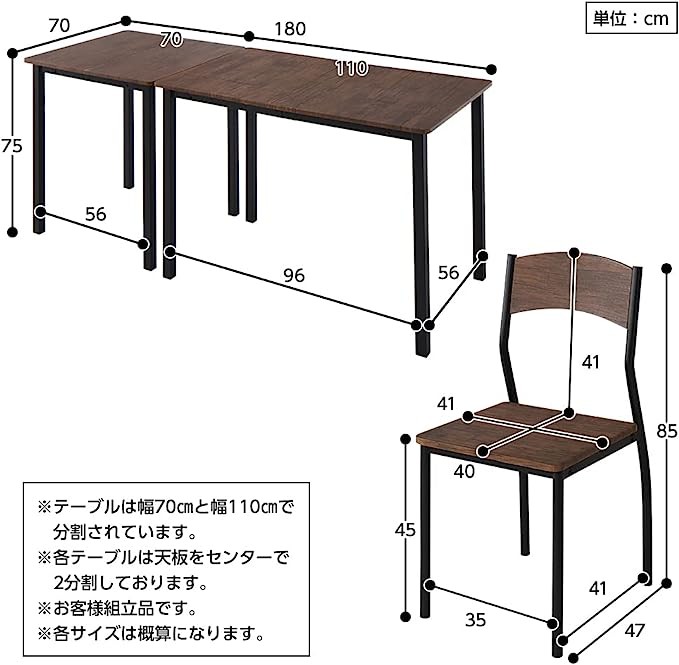 単位：cm
70
70
180
110
75
56
96
56
41
41
40
85
45
35
41
47
※テーブルは幅70cmと幅110cmで
分割されています。
※各テーブルは天板をセンターで
2分割しております。
※お客様組立品です。
※各サイズは概算になります。